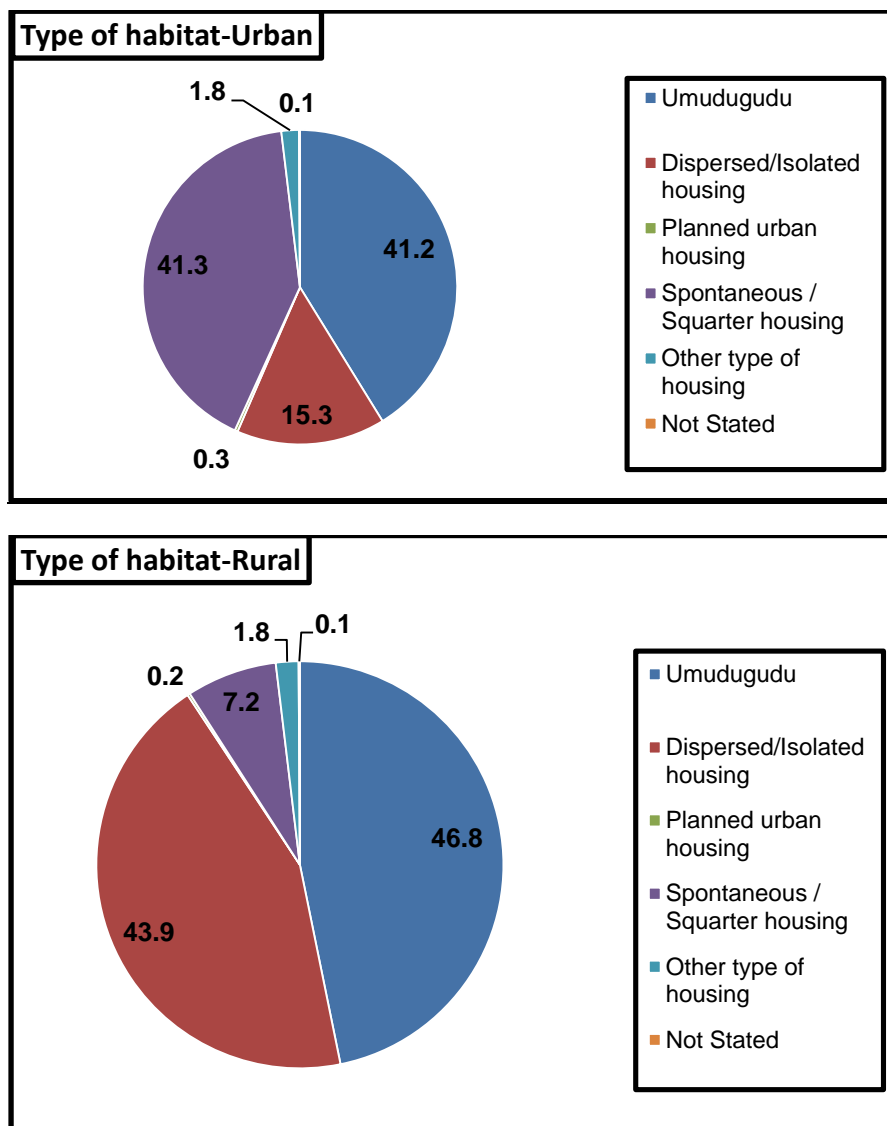 Type of habitat-Urban
1.8
0.1
41.3
41.2
15.3
0.3
Umudugudu
Dispersed/Isolated
housing
Planned urban
housing
Spontaneous /
Squarter housing
Other type of
housing
Not Stated
Type of habitat-Rural
1.8
0.1
0.2
7.2
46.8
43.9
Umudugudu
Dispersed/Isolated
housing
Planned urban
housing
Spontaneous /
Squarter housing
Other type of
housing
Not Stated